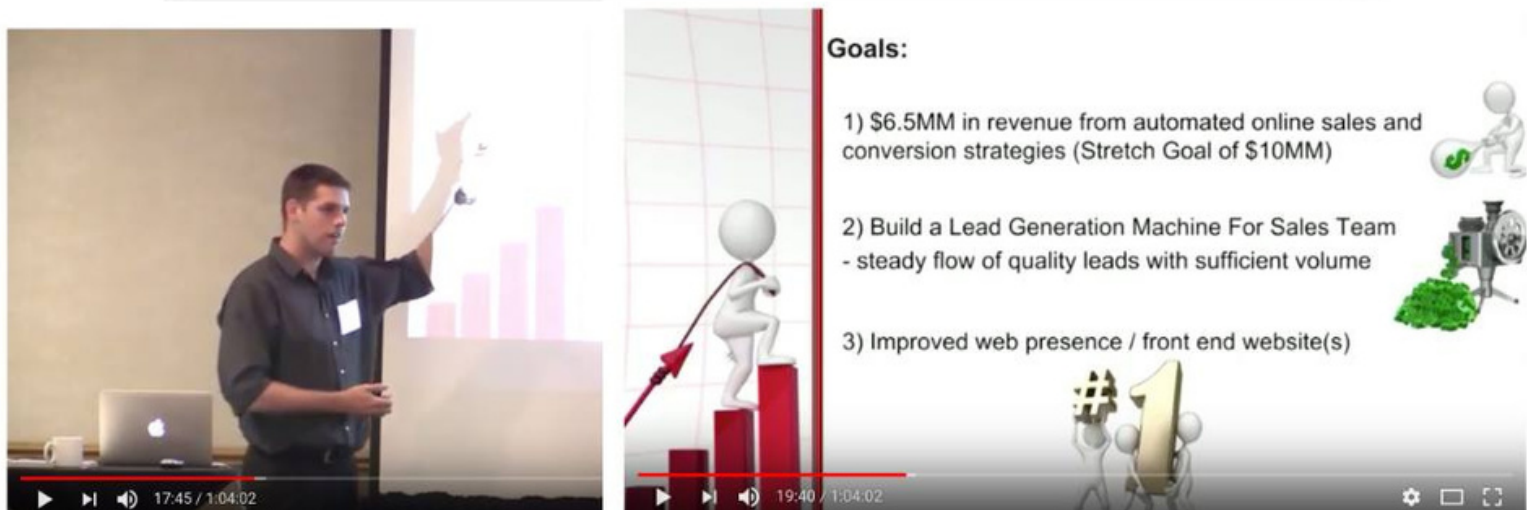 17:45 / 1:04:02
Goals:
1) $6.5MM in revenue from automated online sales and
conversion strategies (Stretch Goal of $10MM)
2) Build a Lead Generation Machine For Sales Team
- steady flow of quality leads with sufficient volume
3) Improved web presence / front end website(s)
#1
19:40 / 1:04:02